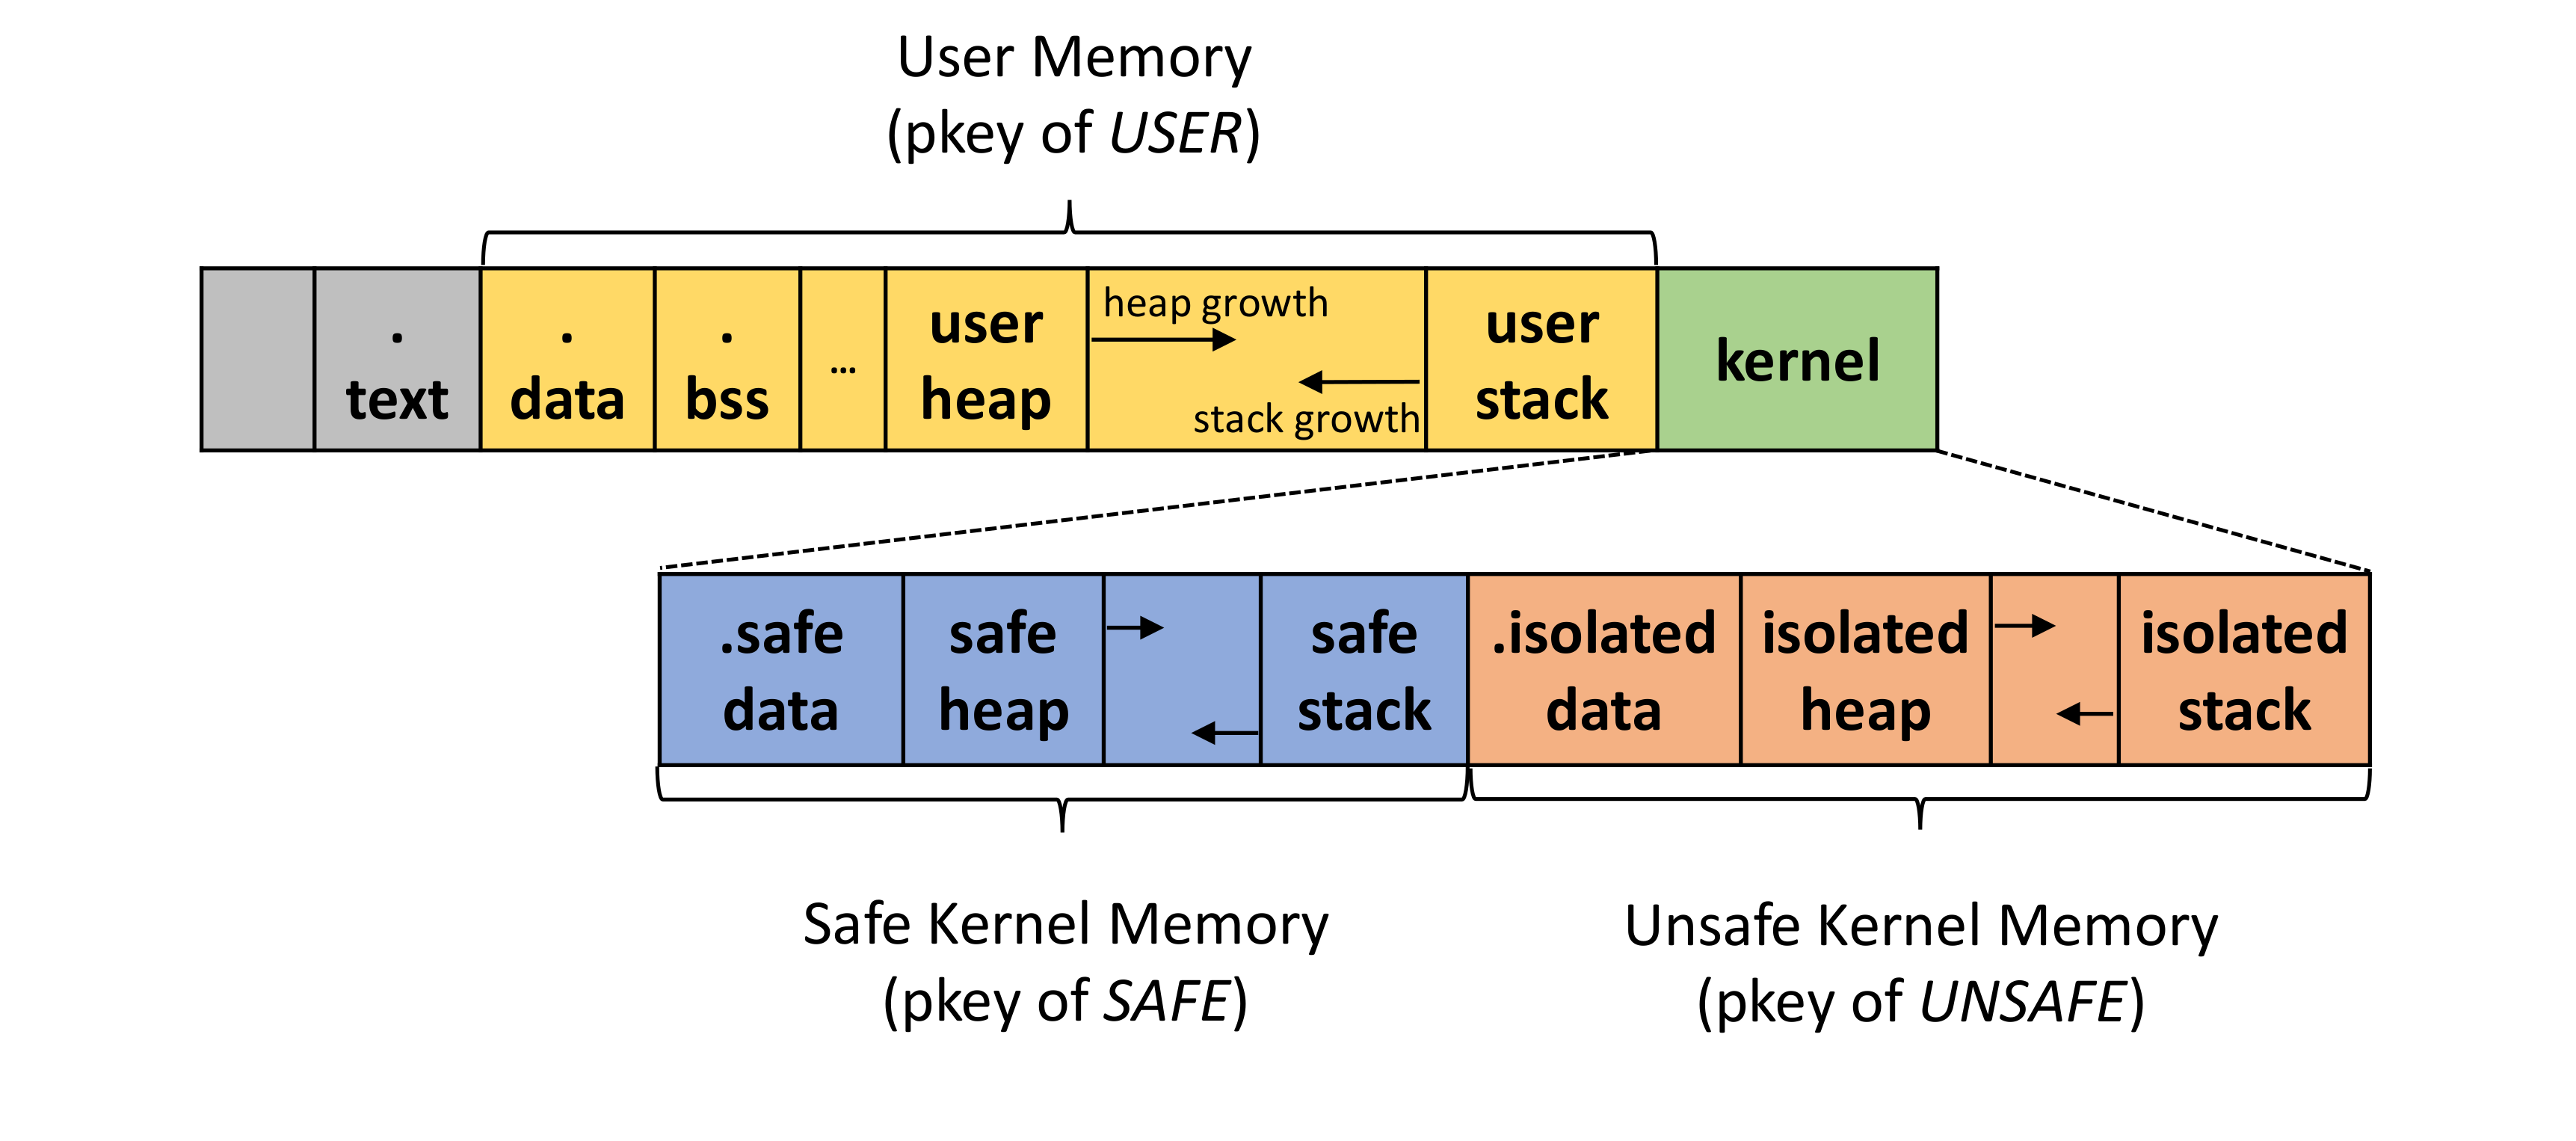 User Memory
(pkey of USER)
.
text
.
data
.
bss
...
user
heap
heap growth
stack growth
user
stack
kernel
.safe
data
safe
heap
safe
stack
.isolated
data
isolated
heap
isolated
stack
Safe Kernel Memory
(pkey of SAFE)
Unsafe Kernel Memory
(pkey of UNSAFE)